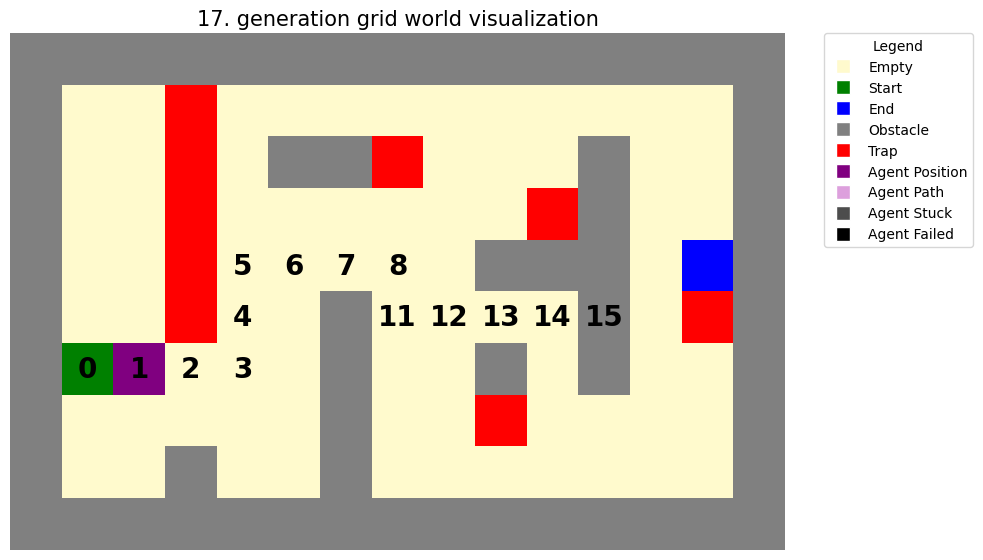 17. generation grid world visualization
Legend
Empty
Start
End
Obstacle
Trap
Agent Position
Agent Path
Agent Stuck
Agent Failed
5 6 7 8
4 11 12 13 14 15
0 1 2 3